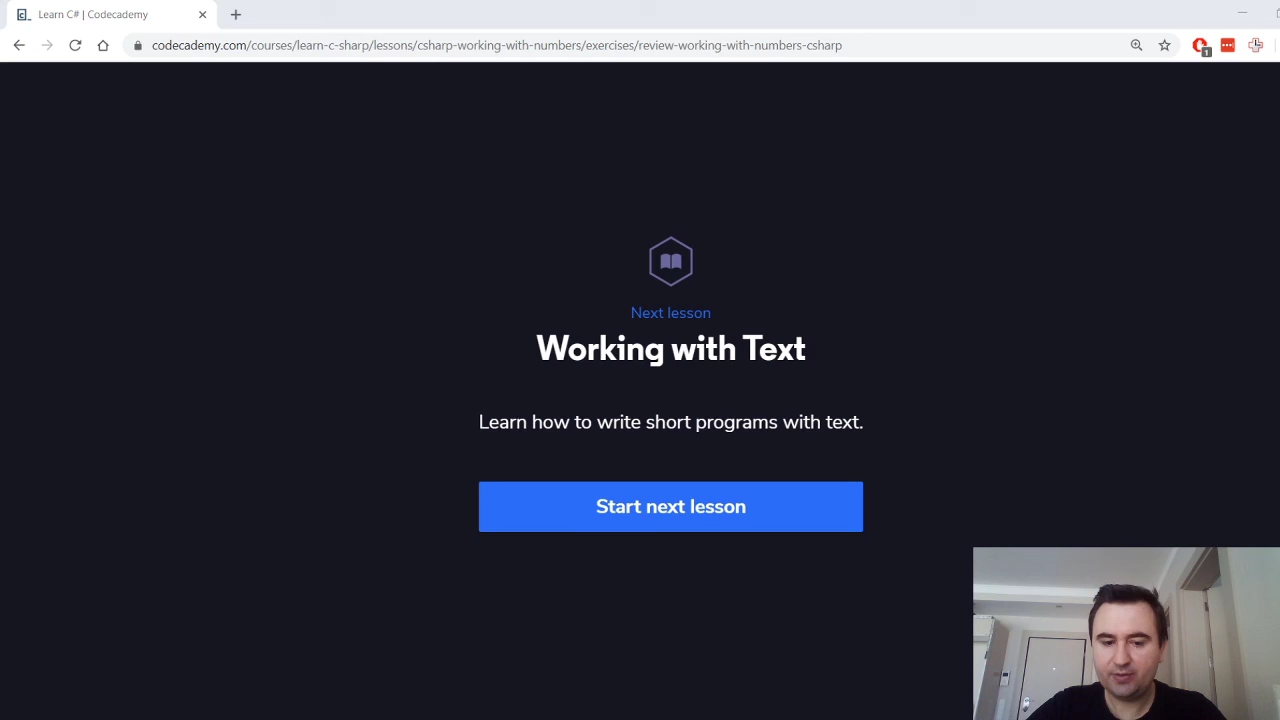 Learn C# | Codecademy
codecademy.com/courses/learn-c-sharp/lessons/csharp-working-with-numbers/exercises/review-working-with-numbers-csharp
1
Next lesson
Working with Text
Learn how to write short programs with text.
Start next lesson